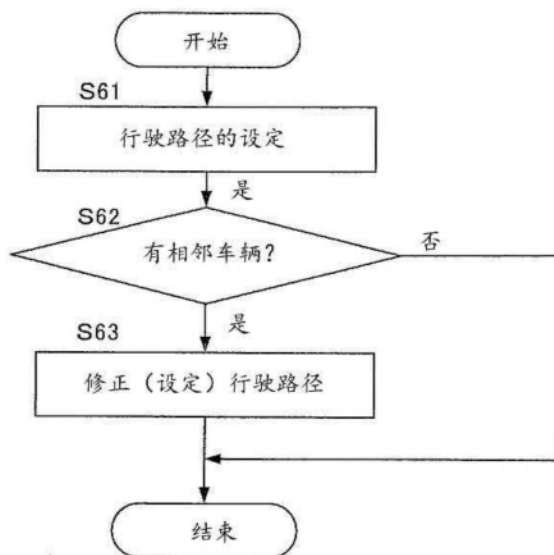 开始
S61
行驶路径的设定
是
S62
有相邻车辆?
否
是
S63
修正（设定）行驶路径
结束